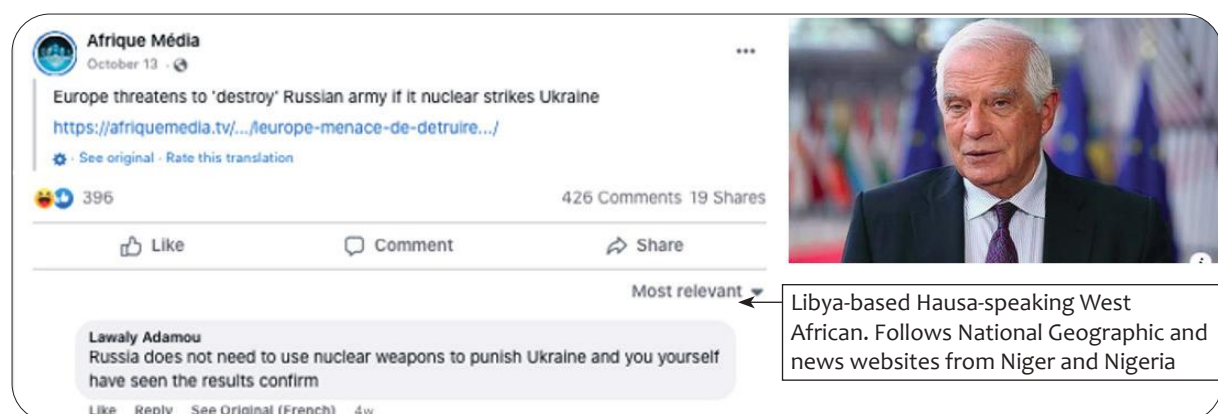 Afrique Média
October 13 ·
Europe threatens to 'destroy' Russian army if it nuclear strikes Ukraine
https://afriquemedia.tv/.../leurope-menace-de-detruire.../
· See original · Rate this translation
396
426 Comments 19 Shares
Like Comment Share
Most relevant
Libya-based Hausa-speaking West
African. Follows National Geographic and
news websites from Niger and Nigeria
Lawaly Adamou
Russia does not need to use nuclear weapons to punish Ukraine and you yourself
have seen the results confirm
Like Reply See Original (French) 4w